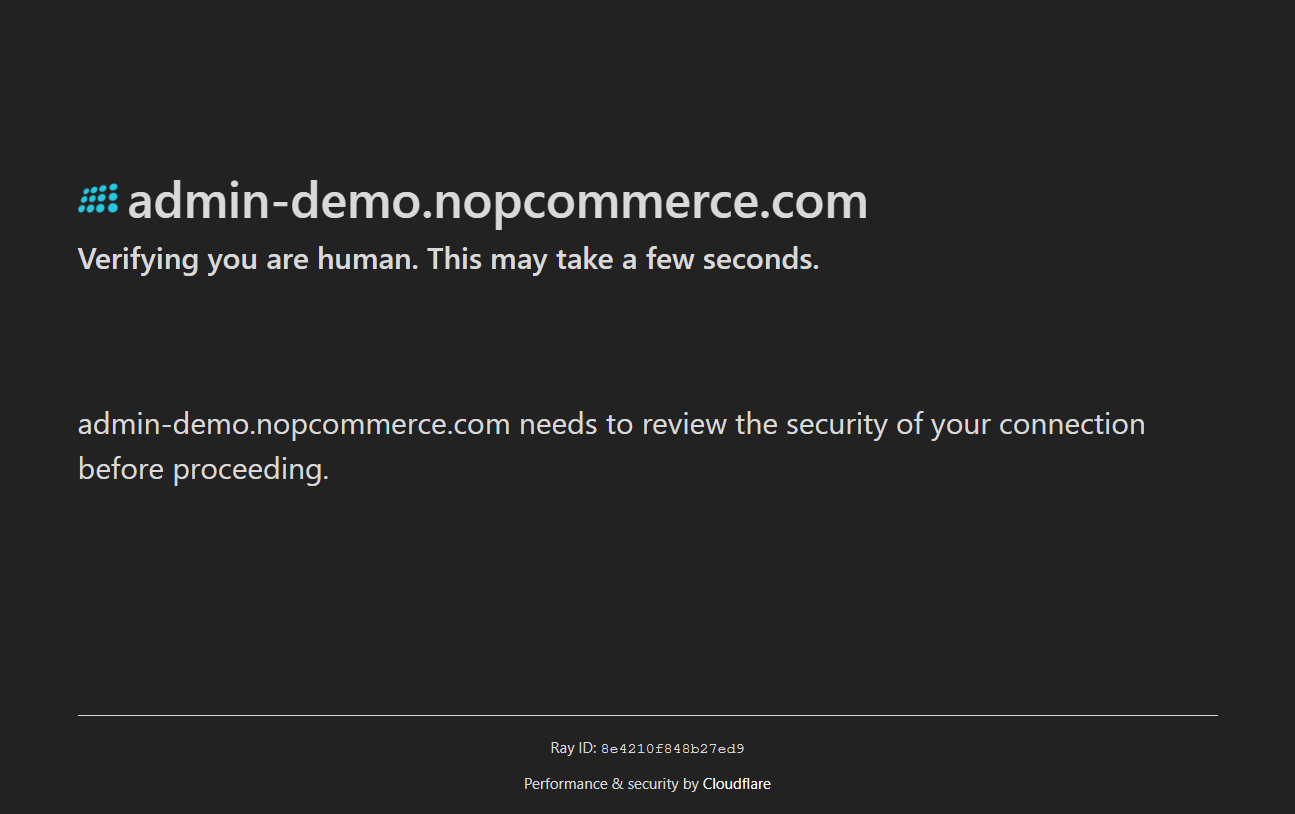 admin-demo.nopcommerce.com
Verifying you are human. This may take a few seconds.
admin-demo.nopcommerce.com needs to review the security of your connection
before proceeding.
Ray ID: 8e4210f848b27ed9
Performance & security by Cloudflare